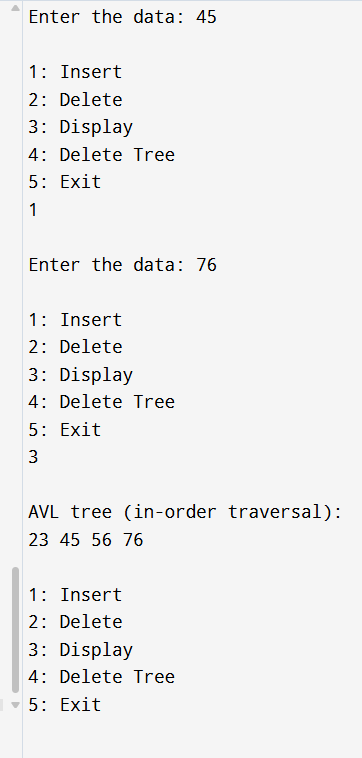 Enter the data: 45
1: Insert
2: Delete
3: Display
4: Delete Tree
5: Exit
1
Enter the data: 76
1: Insert
2: Delete
3: Display
4: Delete Tree
5: Exit
3
AVL tree (in-order traversal):
23 45 56 76
1: Insert
2: Delete
3: Display
4: Delete Tree
5: Exit